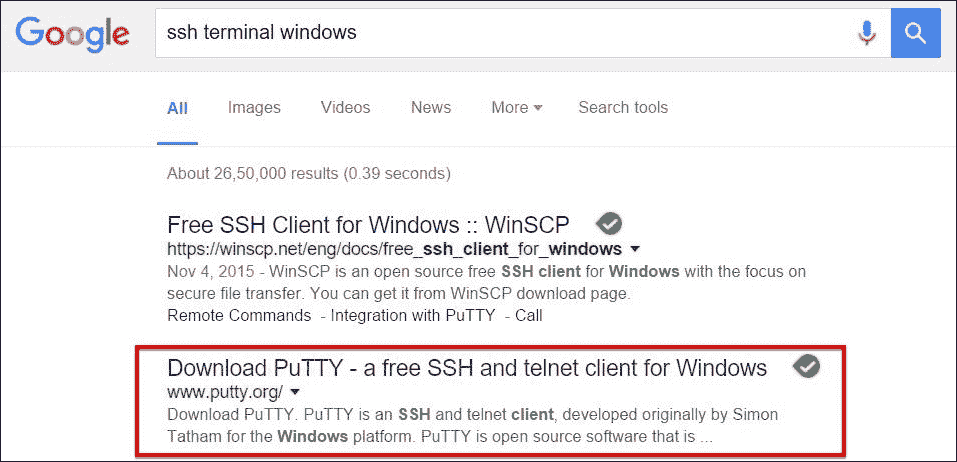 Google
ssh terminal windows
All Images Videos News More Search tools
About 26,50,000 results (0.39 seconds)
Free SSH Client for Windows :: WinSCP
https://winscp.net/eng/docs/free_ssh_client_for_windows
Nov 4, 2015 - WinSCP is an open source free SSH client for Windows with the focus on
secure file transfer. You can get it from WinSCP download page.
Remote Commands - Integration with PuTTY - Call
Download PuTTY - a free SSH and telnet client for Windows
www.putty.org/
Download PuTTY. PuTTY is an SSH and telnet client, developed originally by Simon
Tatham for the Windows platform. PuTTY is open source software that is ...